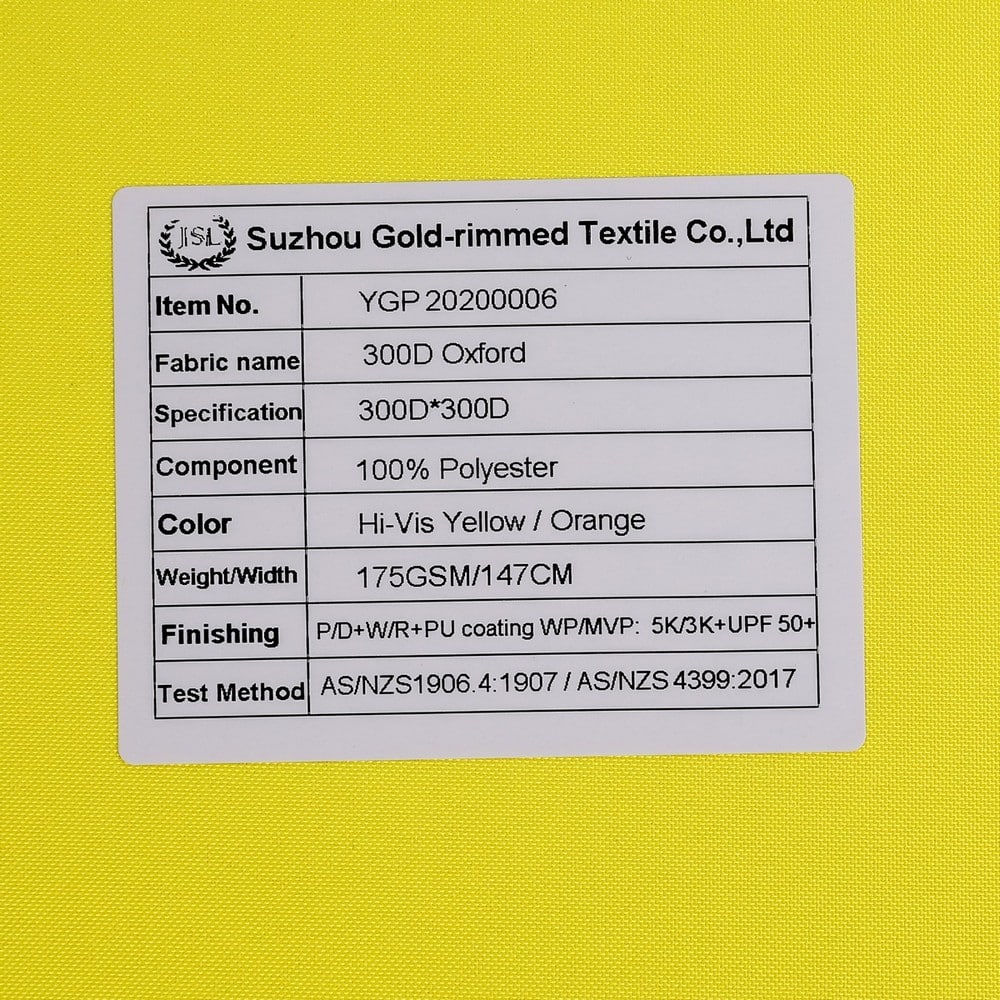 JSL Suzhou Gold-rimmed Textile Co.,Ltd
Item No. YGP 20200006
Fabric name 300D Oxford
Specification 300D*300D
Component 100% Polyester
Color Hi-Vis Yellow / Orange
Weight/Width 175GSM/147CM
Finishing P/D+W/R+PU coating WP/MVP: 5K/3K+UPF 50+
Test Method AS/NZS1906.4:1907 / AS/NZS 4399:2017